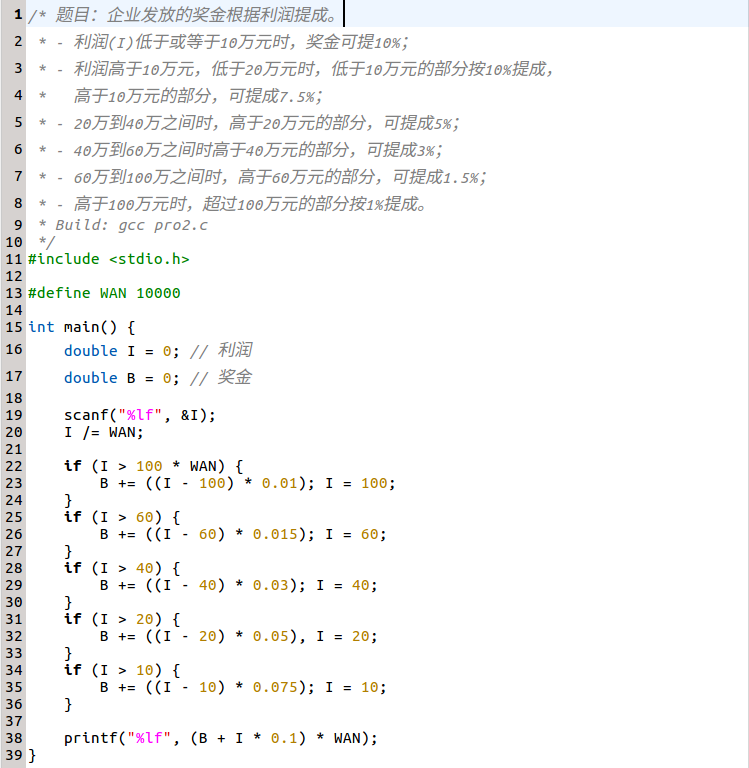 1 /* 题目：企业发放的奖金根据利润提成。
2  * - 利润(I)低于或等于10万元时，奖金可提10%；
3  * - 利润高于10万元，低于20万元时，低于10万元的部分按10%提成，
4  *   高于10万元的部分，可提成7.5%；
5  * - 20万到40万之间时，高于20万元的部分，可提成5%；
6  * - 40万到60万之间时高于40万元的部分，可提成3%；
7  * - 60万到100万之间时，高于60万元的部分，可提成1.5%；
8  * - 高于100万元时，超过100万元的部分按1%提成。
9  * Build: gcc pro2.c
10  */
11 #include <stdio.h>
12
13 #define WAN 10000
14
15 int main() {
16     double I = 0; // 利润
17     double B = 0; // 奖金
18
19     scanf("%lf", &I);
20     I /= WAN;
21
22     if (I > 100 * WAN) {
23         B += ((I - 100) * 0.01); I = 100;
24     }
25     if (I > 60) {
26         B += ((I - 60) * 0.015); I = 60;
27     }
28     if (I > 40) {
29         B += ((I - 40) * 0.03); I = 40;
30     }
31     if (I > 20) {
32         B += ((I - 20) * 0.05), I = 20;
33     }
34     if (I > 10) {
35         B += ((I - 10) * 0.075); I = 10;
36     }
37
38     printf("%lf", (B + I * 0.1) * WAN);
39 }